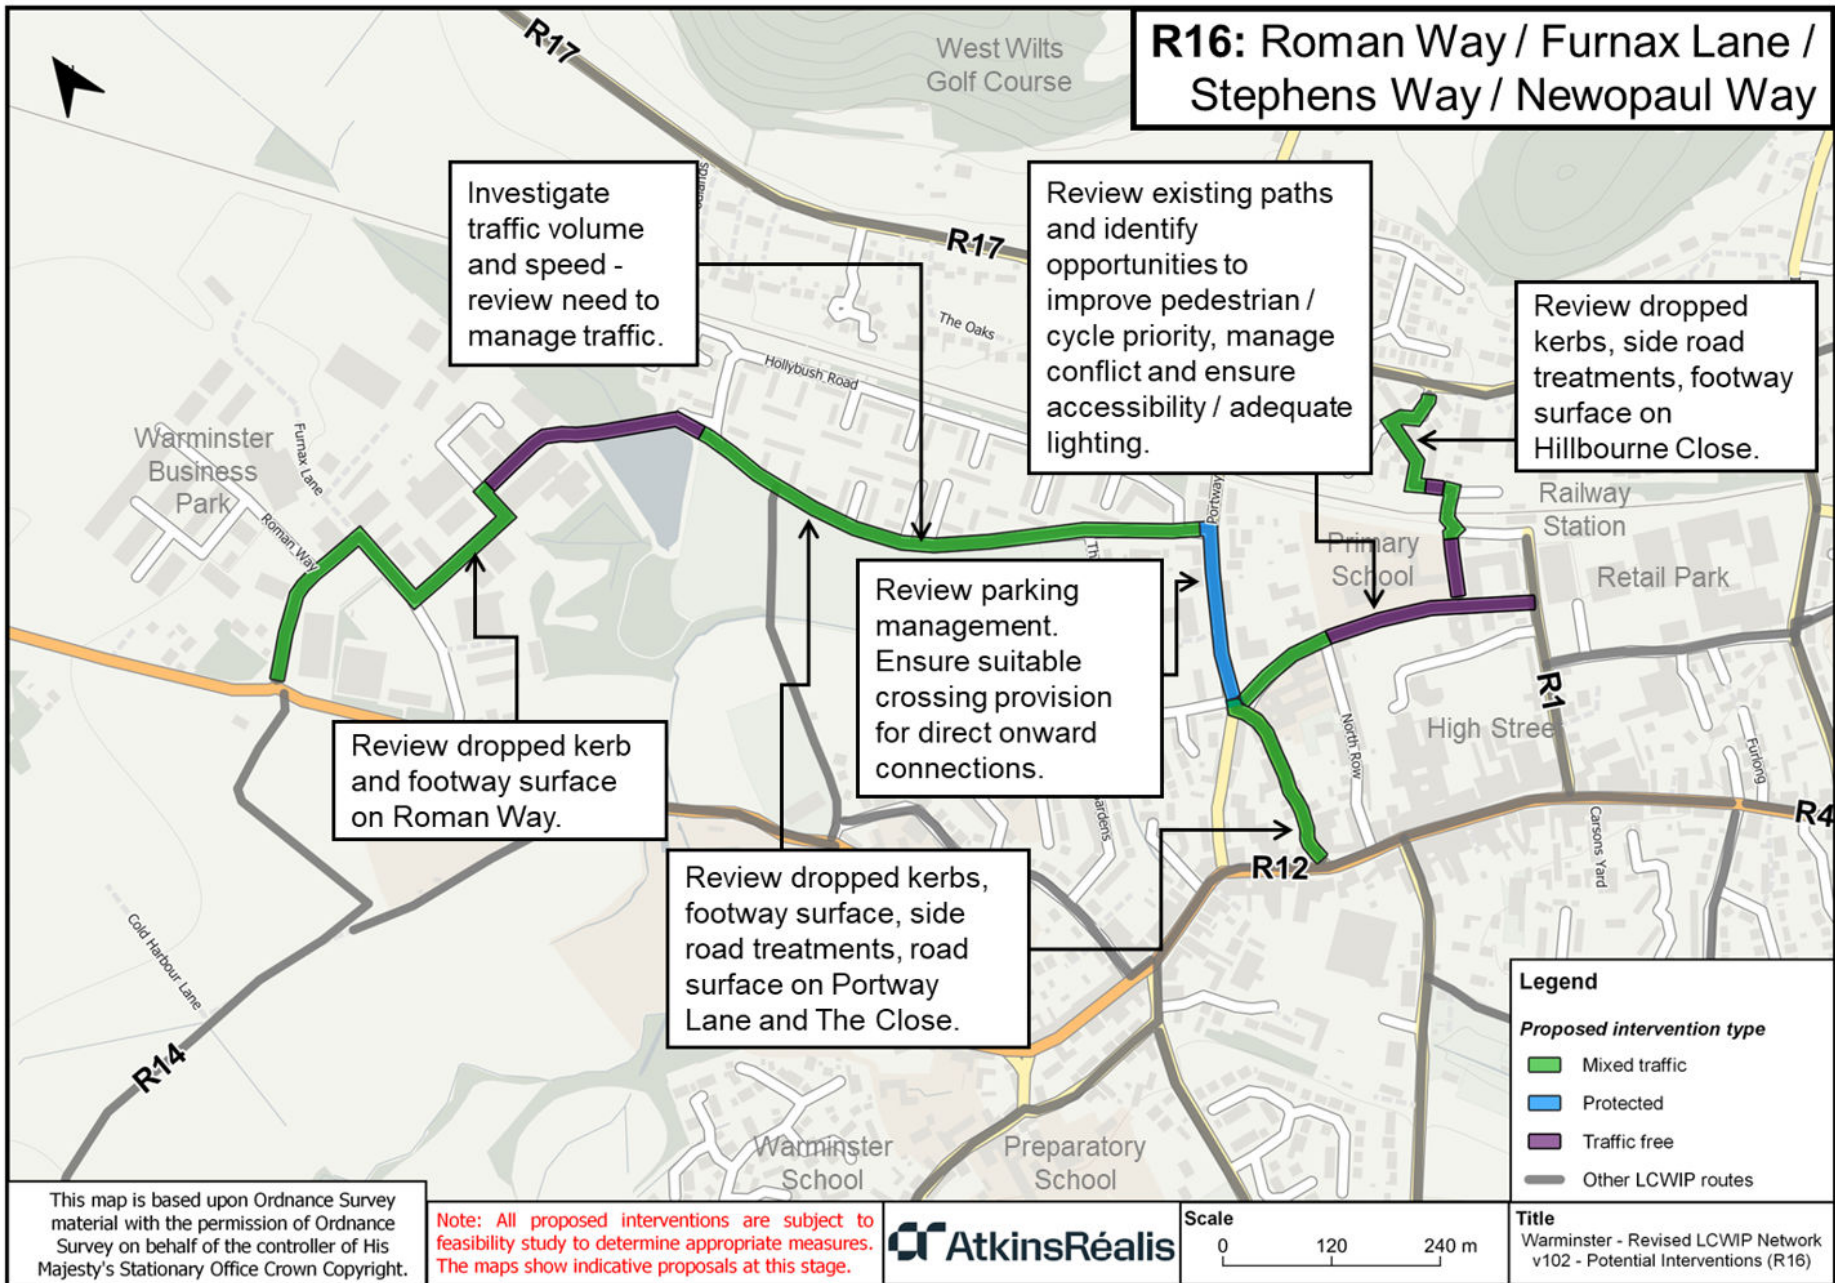 R16: Roman Way / Furnax Lane /
Stephens Way / Newopaul Way
R17
West Wilts
Golf Course
Investigate
traffic volume
and speed -
review need to
manage traffic.
R17
Review existing paths
and identify
opportunities to
improve pedestrian /
cycle priority, manage
conflict and ensure
accessibility / adequate
lighting.
Review dropped
kerbs, side road
treatments, footway
surface on
Hillbourne Close.
The Oaks
Hollybush Road
Warminster
Business
Park
Furnax Lane
Roman Way
Portway
Railway
Station
Primary
School
Retail Park
Review parking
management.
Ensure suitable
crossing provision
for direct onward
connections.
R1
High Street
North Row
Furlong
Review dropped kerb
and footway surface
on Roman Way.
Carsons Yard
R4
R12
Review dropped kerbs,
footway surface, side
road treatments, road
surface on Portway
Lane and The Close.
Cold Harbour Lane
R14
Warminster
School
Preparatory
School
Legend
Proposed intervention type
Mixed traffic
Protected
Traffic free
Other LCWIP routes
This map is based upon Ordnance Survey
material with the permission of Ordnance
Survey on behalf of the controller of His
Majesty's Stationary Office Crown Copyright.
Note: All proposed interventions are subject to
feasibility study to determine appropriate measures.
The maps show indicative proposals at this stage.
AtkinsRéalis
Scale
0 120 240 m
Title
Warminster - Revised LCWIP Network
v102 - Potential Interventions (R16)